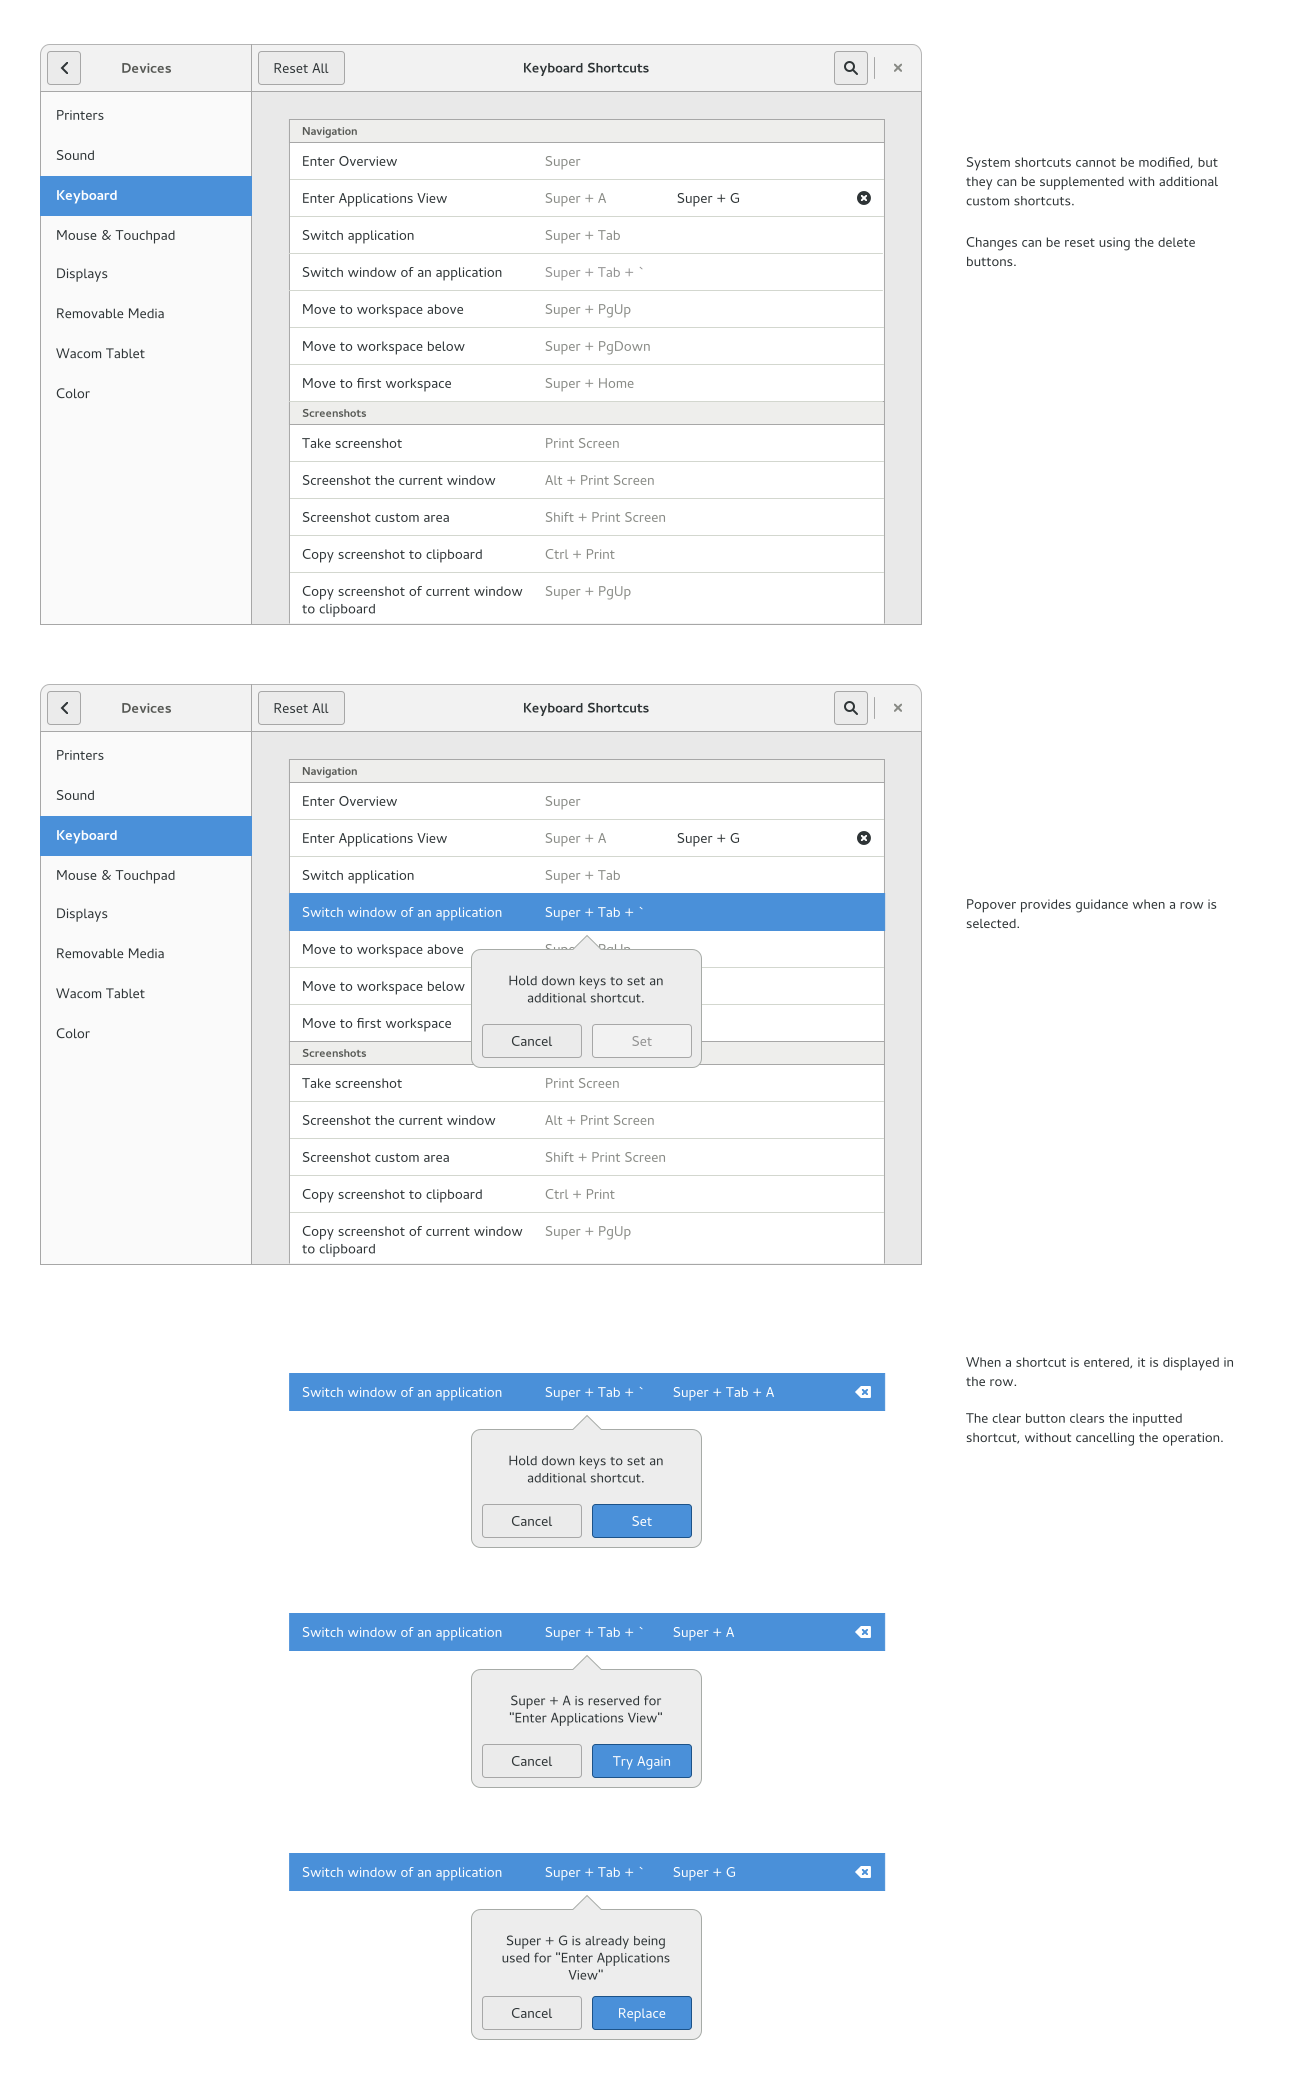 Devices
Reset All
Keyboard Shortcuts
Printers
Sound
Keyboard
Mouse & Touchpad
Displays
Removable Media
Wacom Tablet
Color
Navigation
Enter Overview Super
Enter Applications View Super + A Super + G
Switch application Super + Tab
Switch window of an application Super + Tab + `
Move to workspace above Super + PgUp
Move to workspace below Super + PgDown
Move to first workspace Super + Home
Screenshots
Take screenshot Print Screen
Screenshot the current window Alt + Print Screen
Screenshot custom area Shift + Print Screen
Copy screenshot to clipboard Ctrl + Print
Copy screenshot of current window Super + PgUp
to clipboard
System shortcuts cannot be modified, but
they can be supplemented with additional
custom shortcuts.
Changes can be reset using the delete
buttons.
Devices
Reset All
Keyboard Shortcuts
Printers
Sound
Keyboard
Mouse & Touchpad
Displays
Removable Media
Wacom Tablet
Color
Navigation
Enter Overview Super
Enter Applications View Super + A Super + G
Switch application Super + Tab
Switch window of an application Super + Tab + `
Move to workspace above Super + PgUp
Move to workspace below
Move to first workspace
Hold down keys to set an
additional shortcut.
Cancel Set
Screenshots
Take screenshot Print Screen
Screenshot the current window Alt + Print Screen
Screenshot custom area Shift + Print Screen
Copy screenshot to clipboard Ctrl + Print
Copy screenshot of current window Super + PgUp
to clipboard
Popover provides guidance when a row is
selected.
Switch window of an application Super + Tab + ` Super + Tab + A
Hold down keys to set an
additional shortcut.
Cancel Set
When a shortcut is entered, it is displayed in
the row.
The clear button clears the inputted
shortcut, without cancelling the operation.
Switch window of an application Super + Tab + ` Super + A
Super + A is reserved for
"Enter Applications View"
Cancel Try Again
Switch window of an application Super + Tab + ` Super + G
Super + G is already being
used for "Enter Applications
View"
Cancel Replace